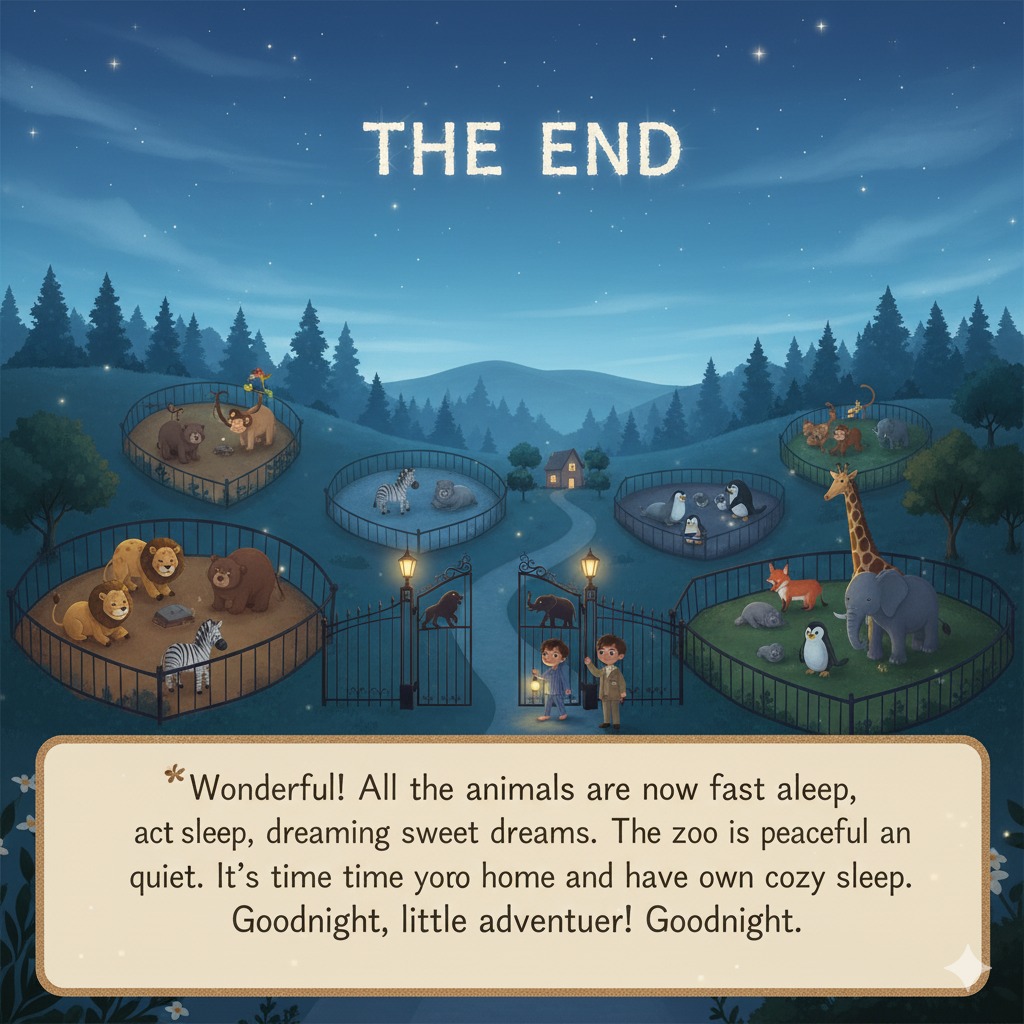 THE END
*Wonderful! All the animals are now fast aleep,
act sleep, dreaming sweet dreams. The zoo is peaceful an
quiet. It's time time yoro home and have own cozy sleep.
Goodnight, little adventuer! Goodnight.